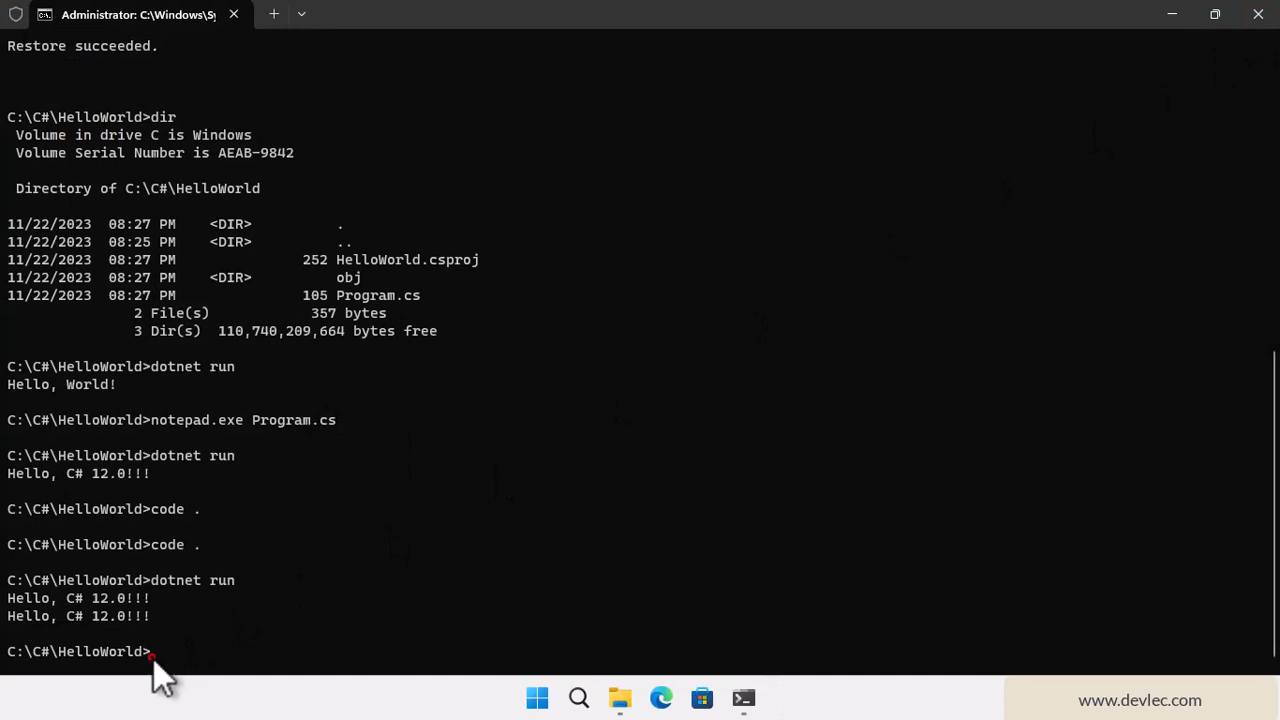 Administrator: C:\Windows\Sy
Restore succeeded.
C:\C#\HelloWorld>dir
Volume in drive C is Windows
Volume Serial Number is AEAB-9842
Directory of C:\C#\HelloWorld
11/22/2023  08:27 PM    <DIR>          .
11/22/2023  08:25 PM    <DIR>          ..
11/22/2023  08:27 PM               252 HelloWorld.csproj
11/22/2023  08:27 PM    <DIR>          obj
11/22/2023  08:27 PM               105 Program.cs
2 File(s)            357 bytes
3 Dir(s)  110,740,209,664 bytes free
C:\C#\HelloWorld>dotnet run
Hello, World!
C:\C#\HelloWorld>notepad.exe Program.cs
C:\C#\HelloWorld>dotnet run
Hello, C# 12.0!!!
C:\C#\HelloWorld>code .
C:\C#\HelloWorld>code .
C:\C#\HelloWorld>dotnet run
Hello, C# 12.0!!!
Hello, C# 12.0!!!
C:\C#\HelloWorld>
www.devlec.com